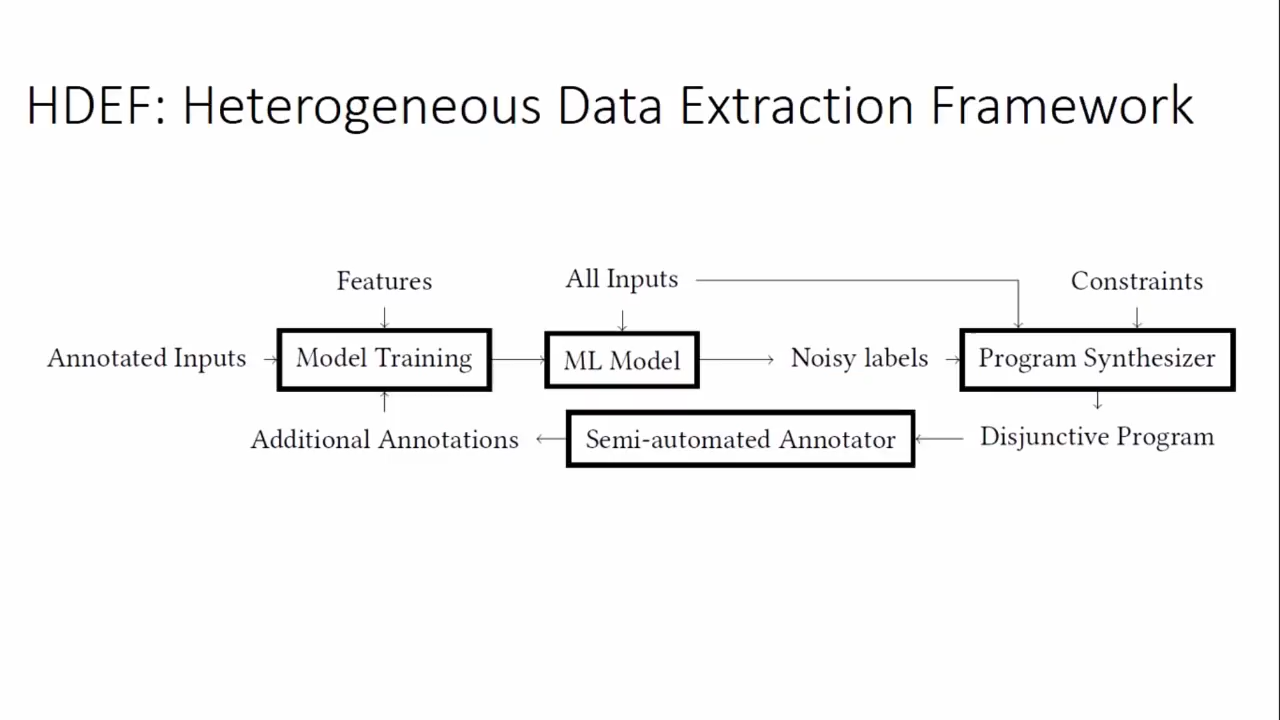 HDEF: Heterogeneous Data Extraction Framework
Features
All Inputs
Constraints
Annotated Inputs
Model Training
ML Model
Noisy labels
Program Synthesizer
Additional Annotations
Semi-automated Annotator
Disjunctive Program